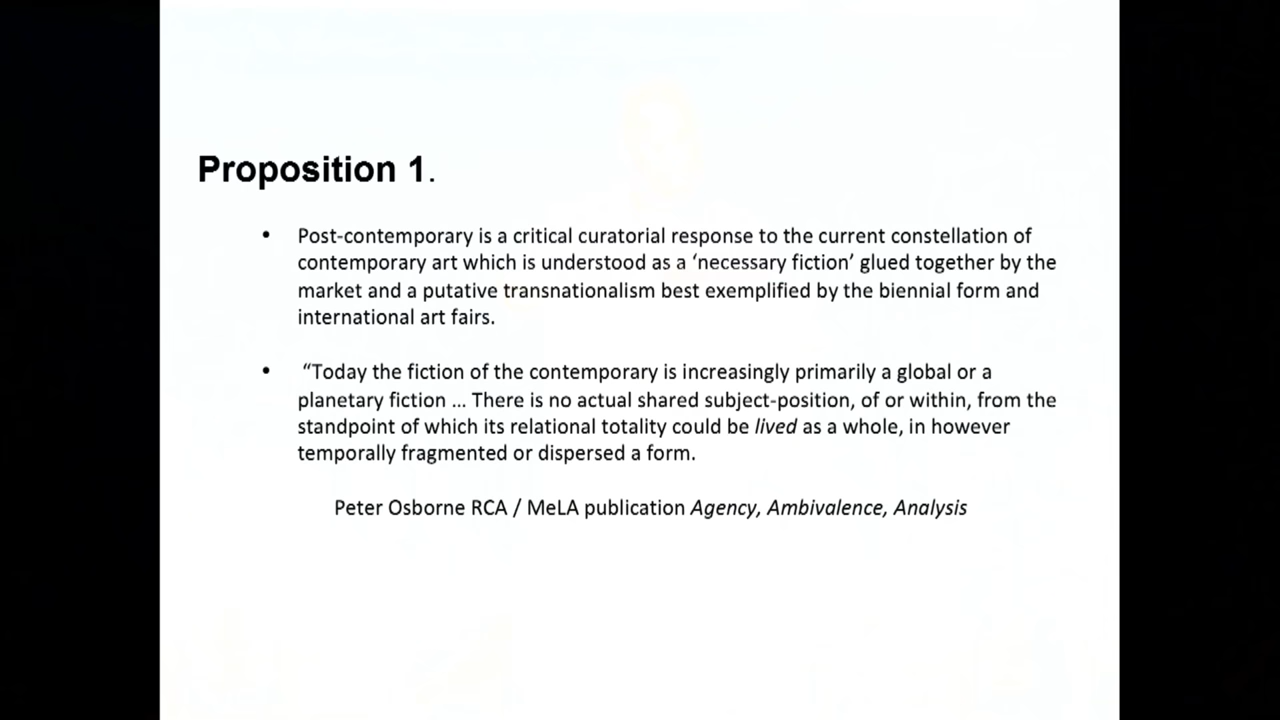 Proposition 1.
• Post-contemporary is a critical curatorial response to the current constellation of
contemporary art which is understood as a ‘necessary fiction’ glued together by the
market and a putative transnationalism best exemplified by the biennial form and
international art fairs.
• “Today the fiction of the contemporary is increasingly primarily a global or a
planetary fiction ... There is no actual shared subject-position, of or within, from the
standpoint of which its relational totality could be lived as a whole, in however
temporally fragmented or dispersed a form.
Peter Osborne RCA / MeLA publication Agency, Ambivalence, Analysis